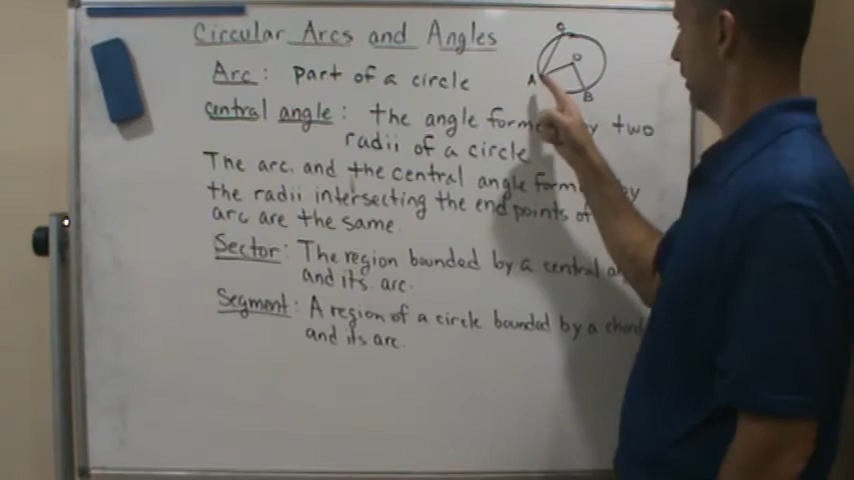 Circular Arcs and Angles
Arc: part of a circle
central angle: the angle formed by two
radii of a circle
The arc and the central angle form by
the radii intersecting the end points of
arc are the same.
Sector: The region bounded by a central
and its arc.
Segment: A region of a circle bounded by a chord
and its arc.
C
O
A
B